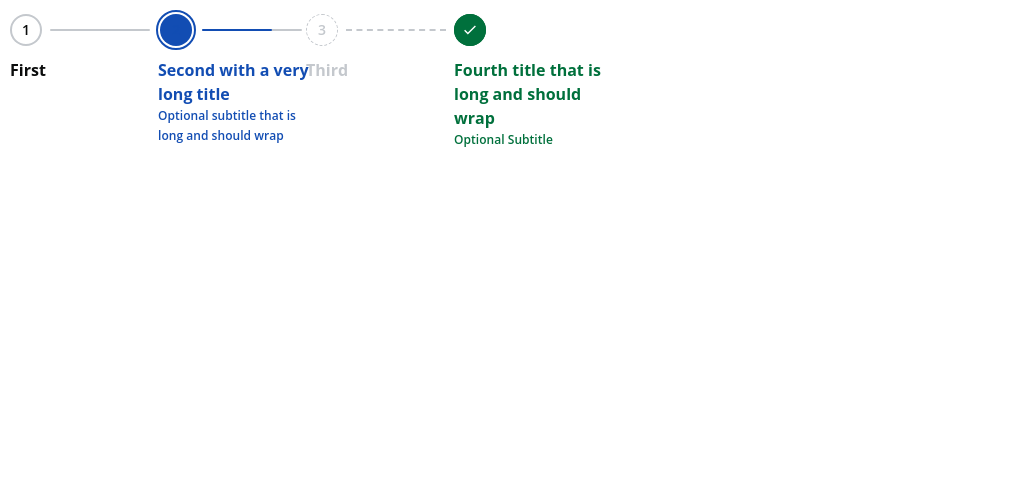 1
3
First
Second with a very
long title
Optional subtitle that is
long and should wrap
Third
Fourth title that is
long and should
wrap
Optional Subtitle